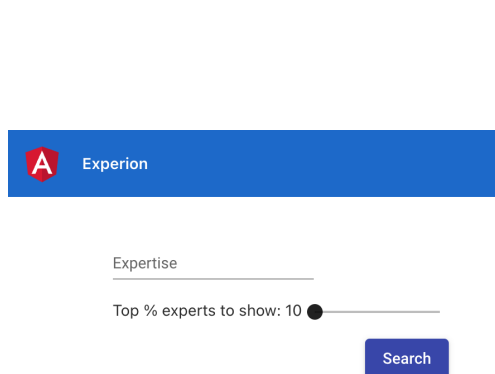 A
Experion
Expertise
Top % experts to show: 10
Search